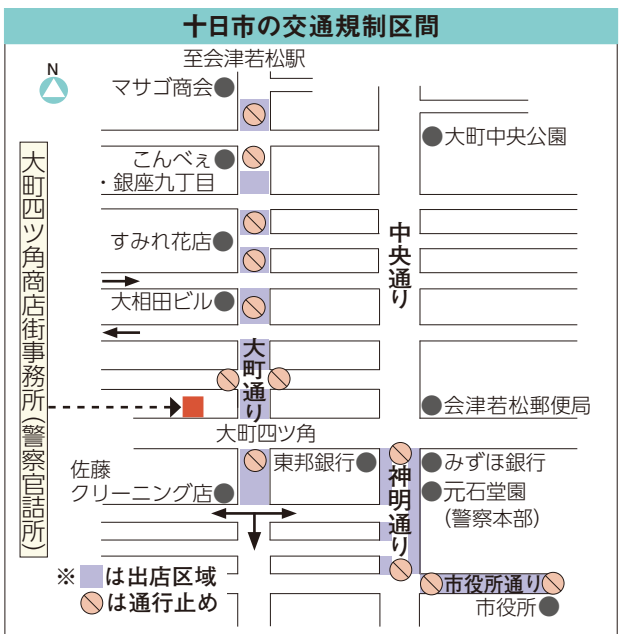 十日市の交通規制区間
至会津若松駅
N
マサゴ商会
大町中央公園
こんべぇ
・銀座九丁目
大町四ツ角商店街事務所(警察官詰所)
すみれ花店
中央通り
大相田ビル
大町通り
会津若松郵便局
大町四ツ角
東邦銀行
みずほ銀行
佐藤
クリーニング店
神明通り
元石堂園
(警察本部)
※ は出店区域
は通行止め
市役所通り
市役所